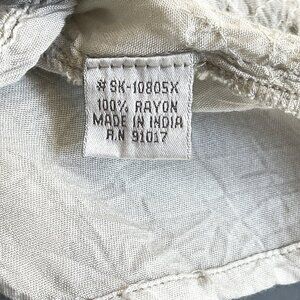 # SK-10805X
100% RAYON
MADE IN INDIA
R.N 91017